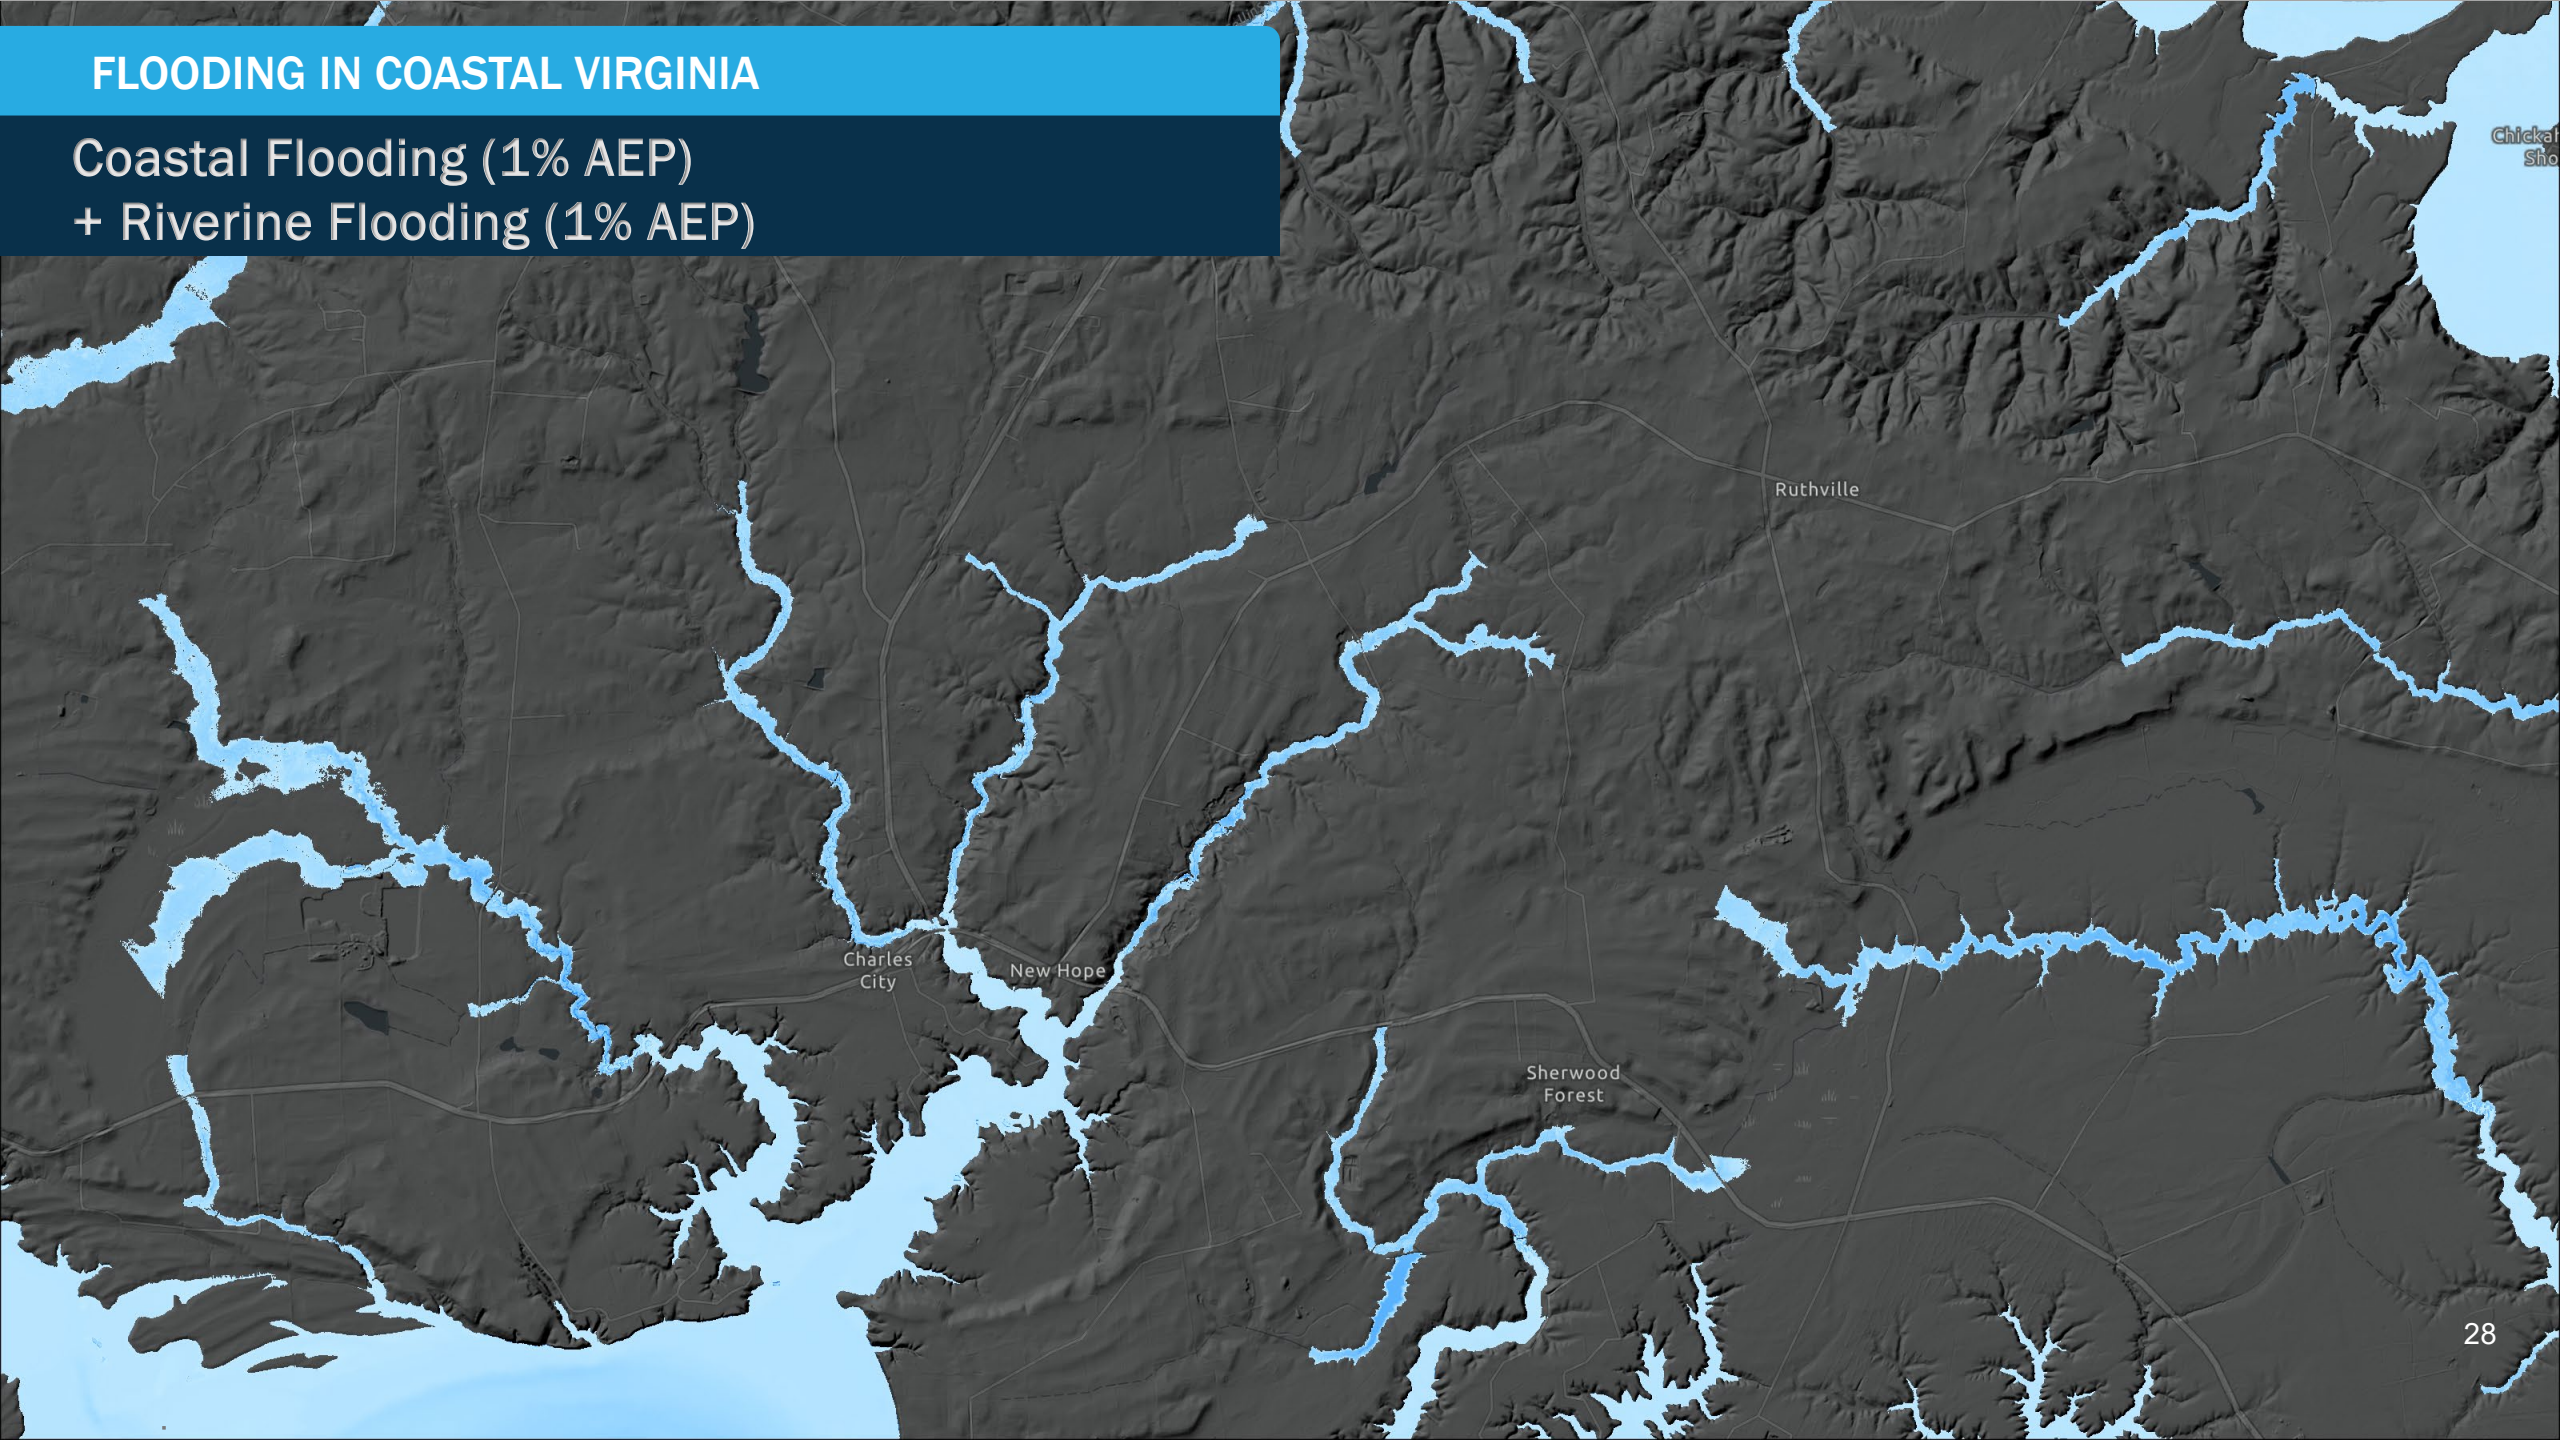 FLOODING IN COASTAL VIRGINIA
Coastal Flooding (1% AEP)
+ Riverine Flooding (1% AEP)
Ruthville
Charles
City
New Hope
Sherwood
Forest
28